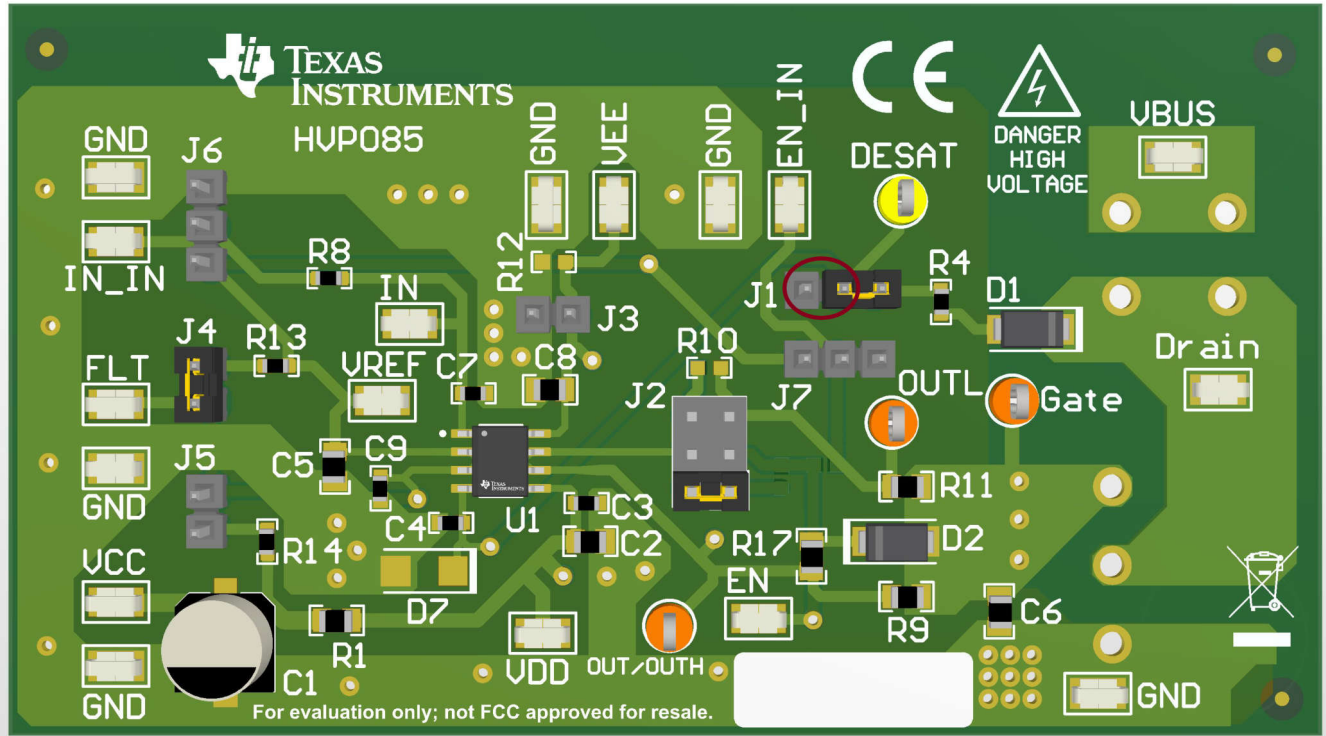 TEXAS
INSTRUMENTS
HVP085
GND
J6
GND
VEE
GND
EN_IN
DESAT
DANGER
HIGH
VOLTAGE
VBUS
IN_IN
R8
R12
IN
J3
J1
R4
D1
J4
R13
FLT
VREF
C7
C8
R10
J2
J7
OUTL
Gate
Drain
J5
C5
C9
GND
U1
TEXAS
INSTRUMENTS
C4
C3
C2
R11
R14
R17
D2
VCC
D7
EN
R9
C6
R1
VDD
OUT/OUTH
GND
C1
GND
For evaluation only; not FCC approved for resale.